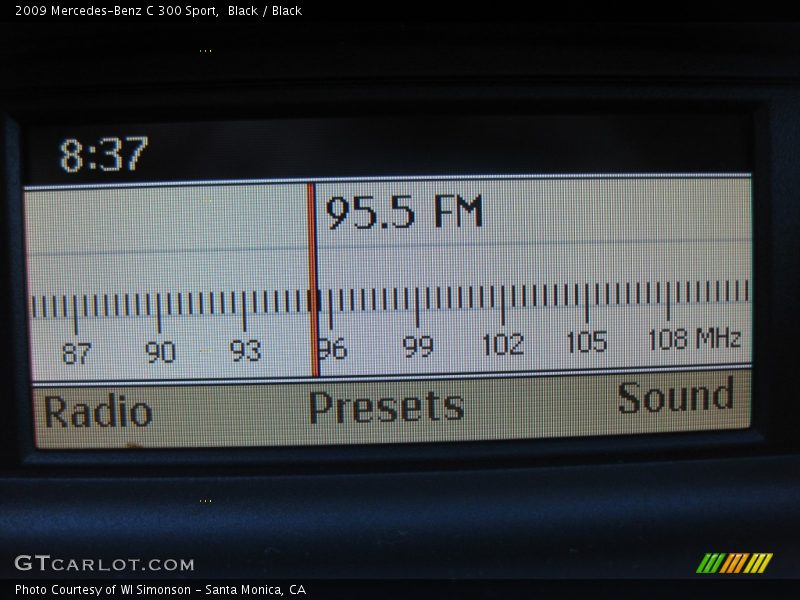 2009 Mercedes-Benz C 300 Sport,  Black / Black
8:37
95.5 FM
87 90 93 96 99 102 105 108 MHz
Radio Presets Sound
GTcarlot.com
Photo Courtesy of WI Simonson - Santa Monica, CA